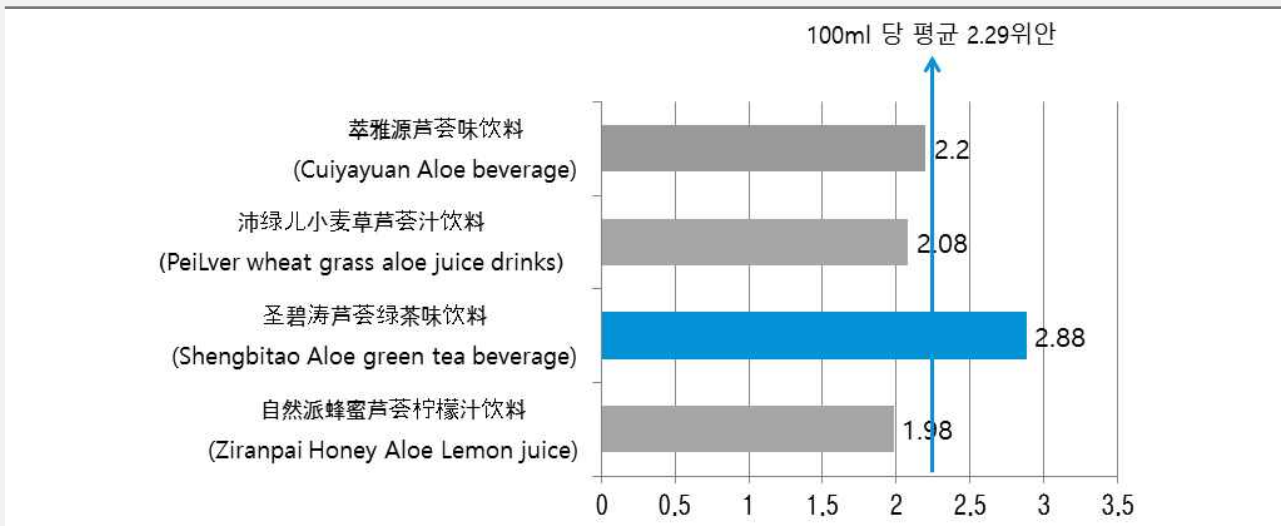 100ml 당 평균 2.29위안
萃雅源芦荟味饮料
(Cuiyayuan Aloe beverage)
2.2
沛绿儿小麦草芦荟汁饮料
(PeiLver wheat grass aloe juice drinks)
2.08
圣碧涛芦荟绿茶味饮料
(Shengbitao Aloe green tea beverage)
2.88
自然派蜂蜜芦荟柠檬汁饮料
(Ziranpai Honey Aloe Lemon juice)
1.98
0 0.5 1 1.5 2 2.5 3 3.5